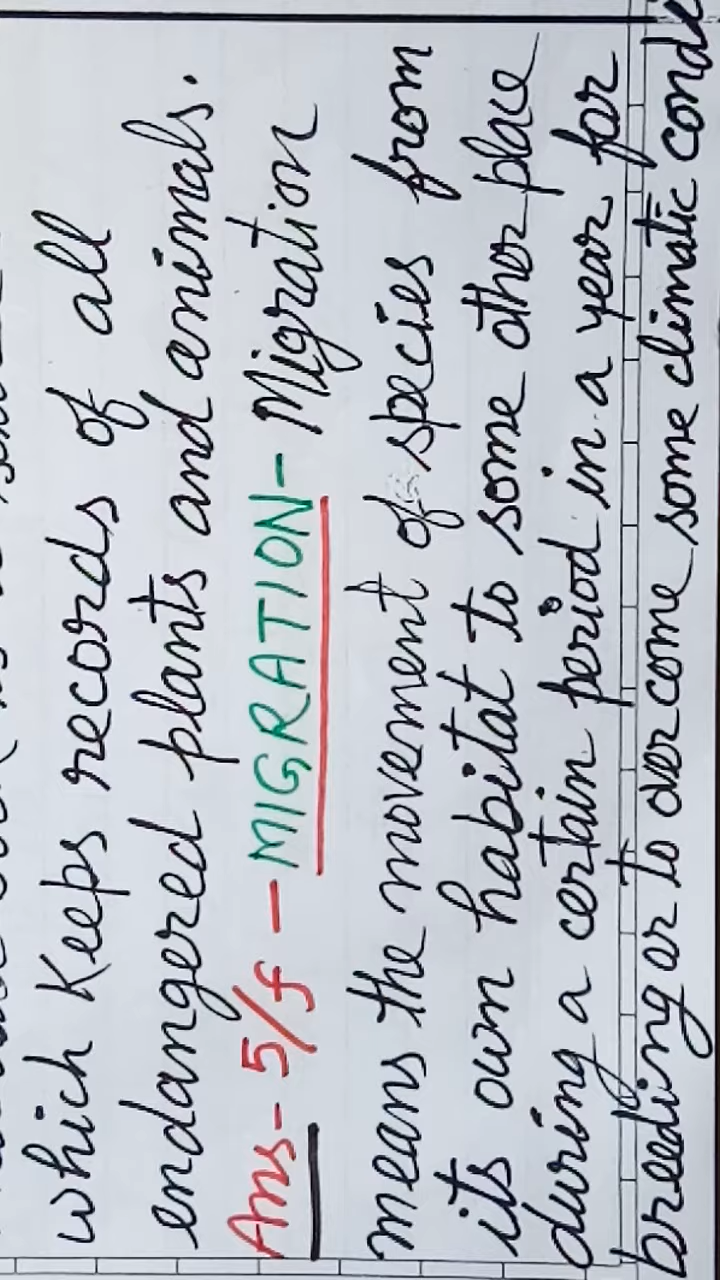 which keeps records of all
endangered plants and animals.
Ans- 5/f - MIGRATION- Migration
means the movement of species from
its own habitat to some other place
during a certain period in a year for
breeding or to overcome some climatic